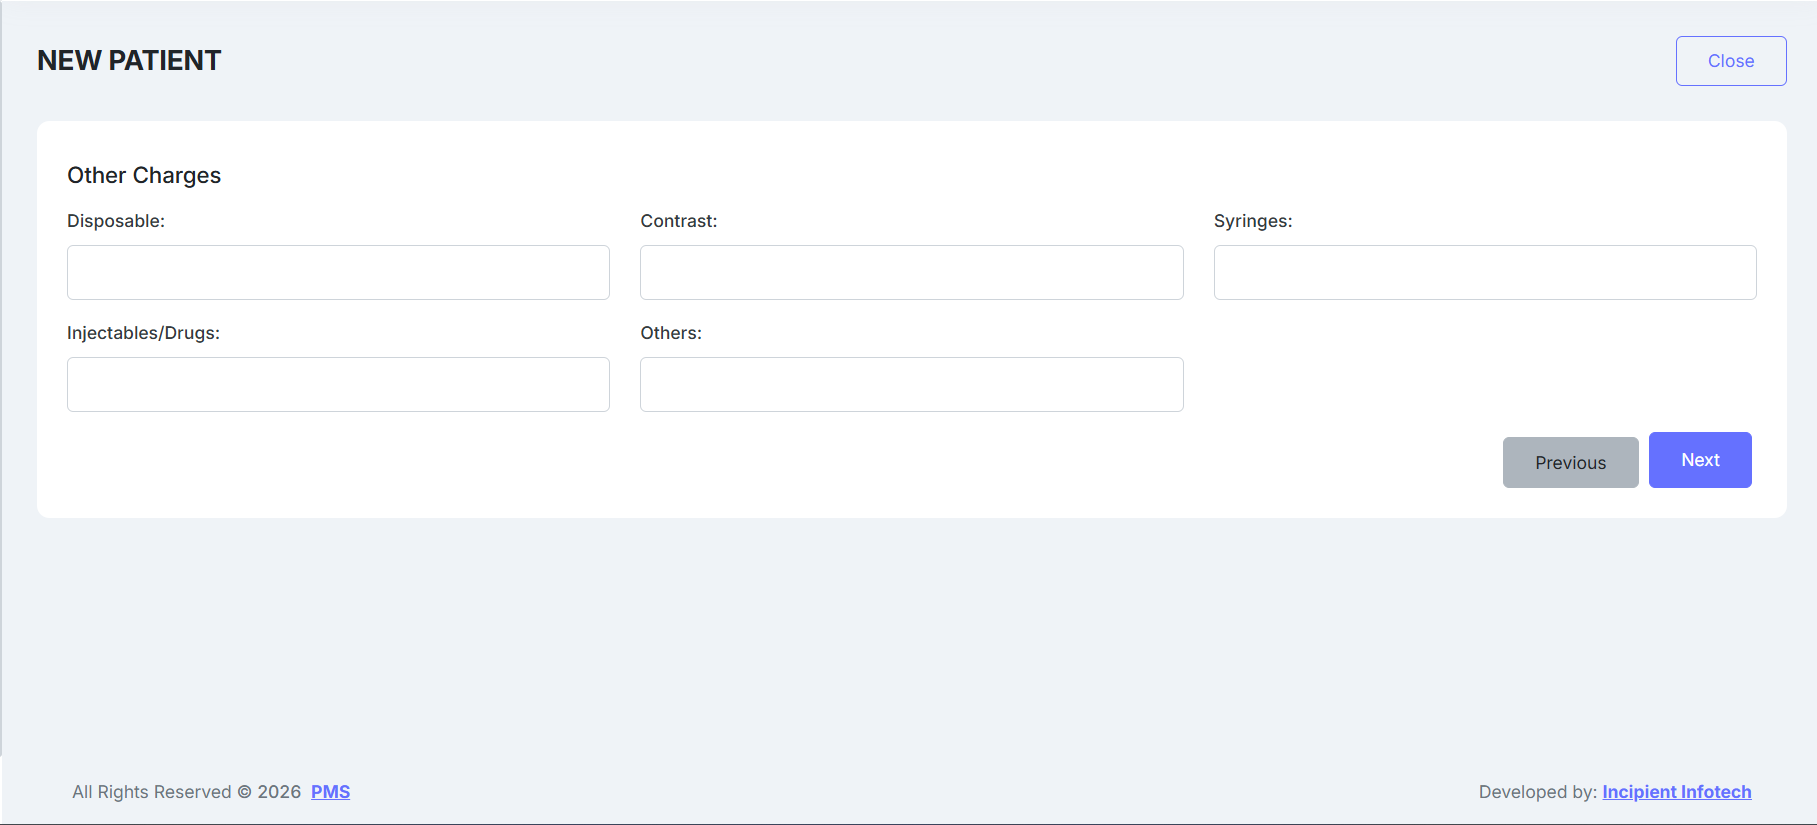 NEW PATIENT
Close
Other Charges
Disposable:
Contrast:
Syringes:
Injectables/Drugs:
Others:
Previous
Next
All Rights Reserved © 2026 PMS
Developed by: Incipient Infotech